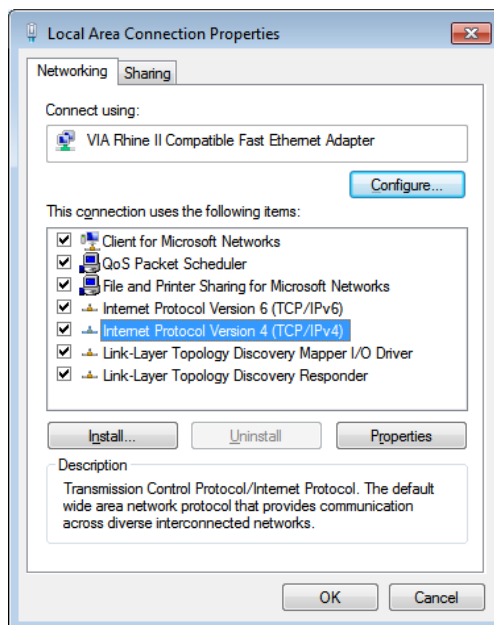 Local Area Connection Properties
Networking
Sharing
Connect using:
VIA Rhine II Compatible Fast Ethernet Adapter
Configure...
This connection uses the following items:
Client for Microsoft Networks
QoS Packet Scheduler
File and Printer Sharing for Microsoft Networks
Internet Protocol Version 6 (TCP/IPv6)
Internet Protocol Version 4 (TCP/IPv4)
Link-Layer Topology Discovery Mapper I/O Driver
Link-Layer Topology Discovery Responder
Install...
Uninstall
Properties
Description
Transmission Control Protocol/Internet Protocol. The default
wide area network protocol that provides communication
across diverse interconnected networks.
OK
Cancel